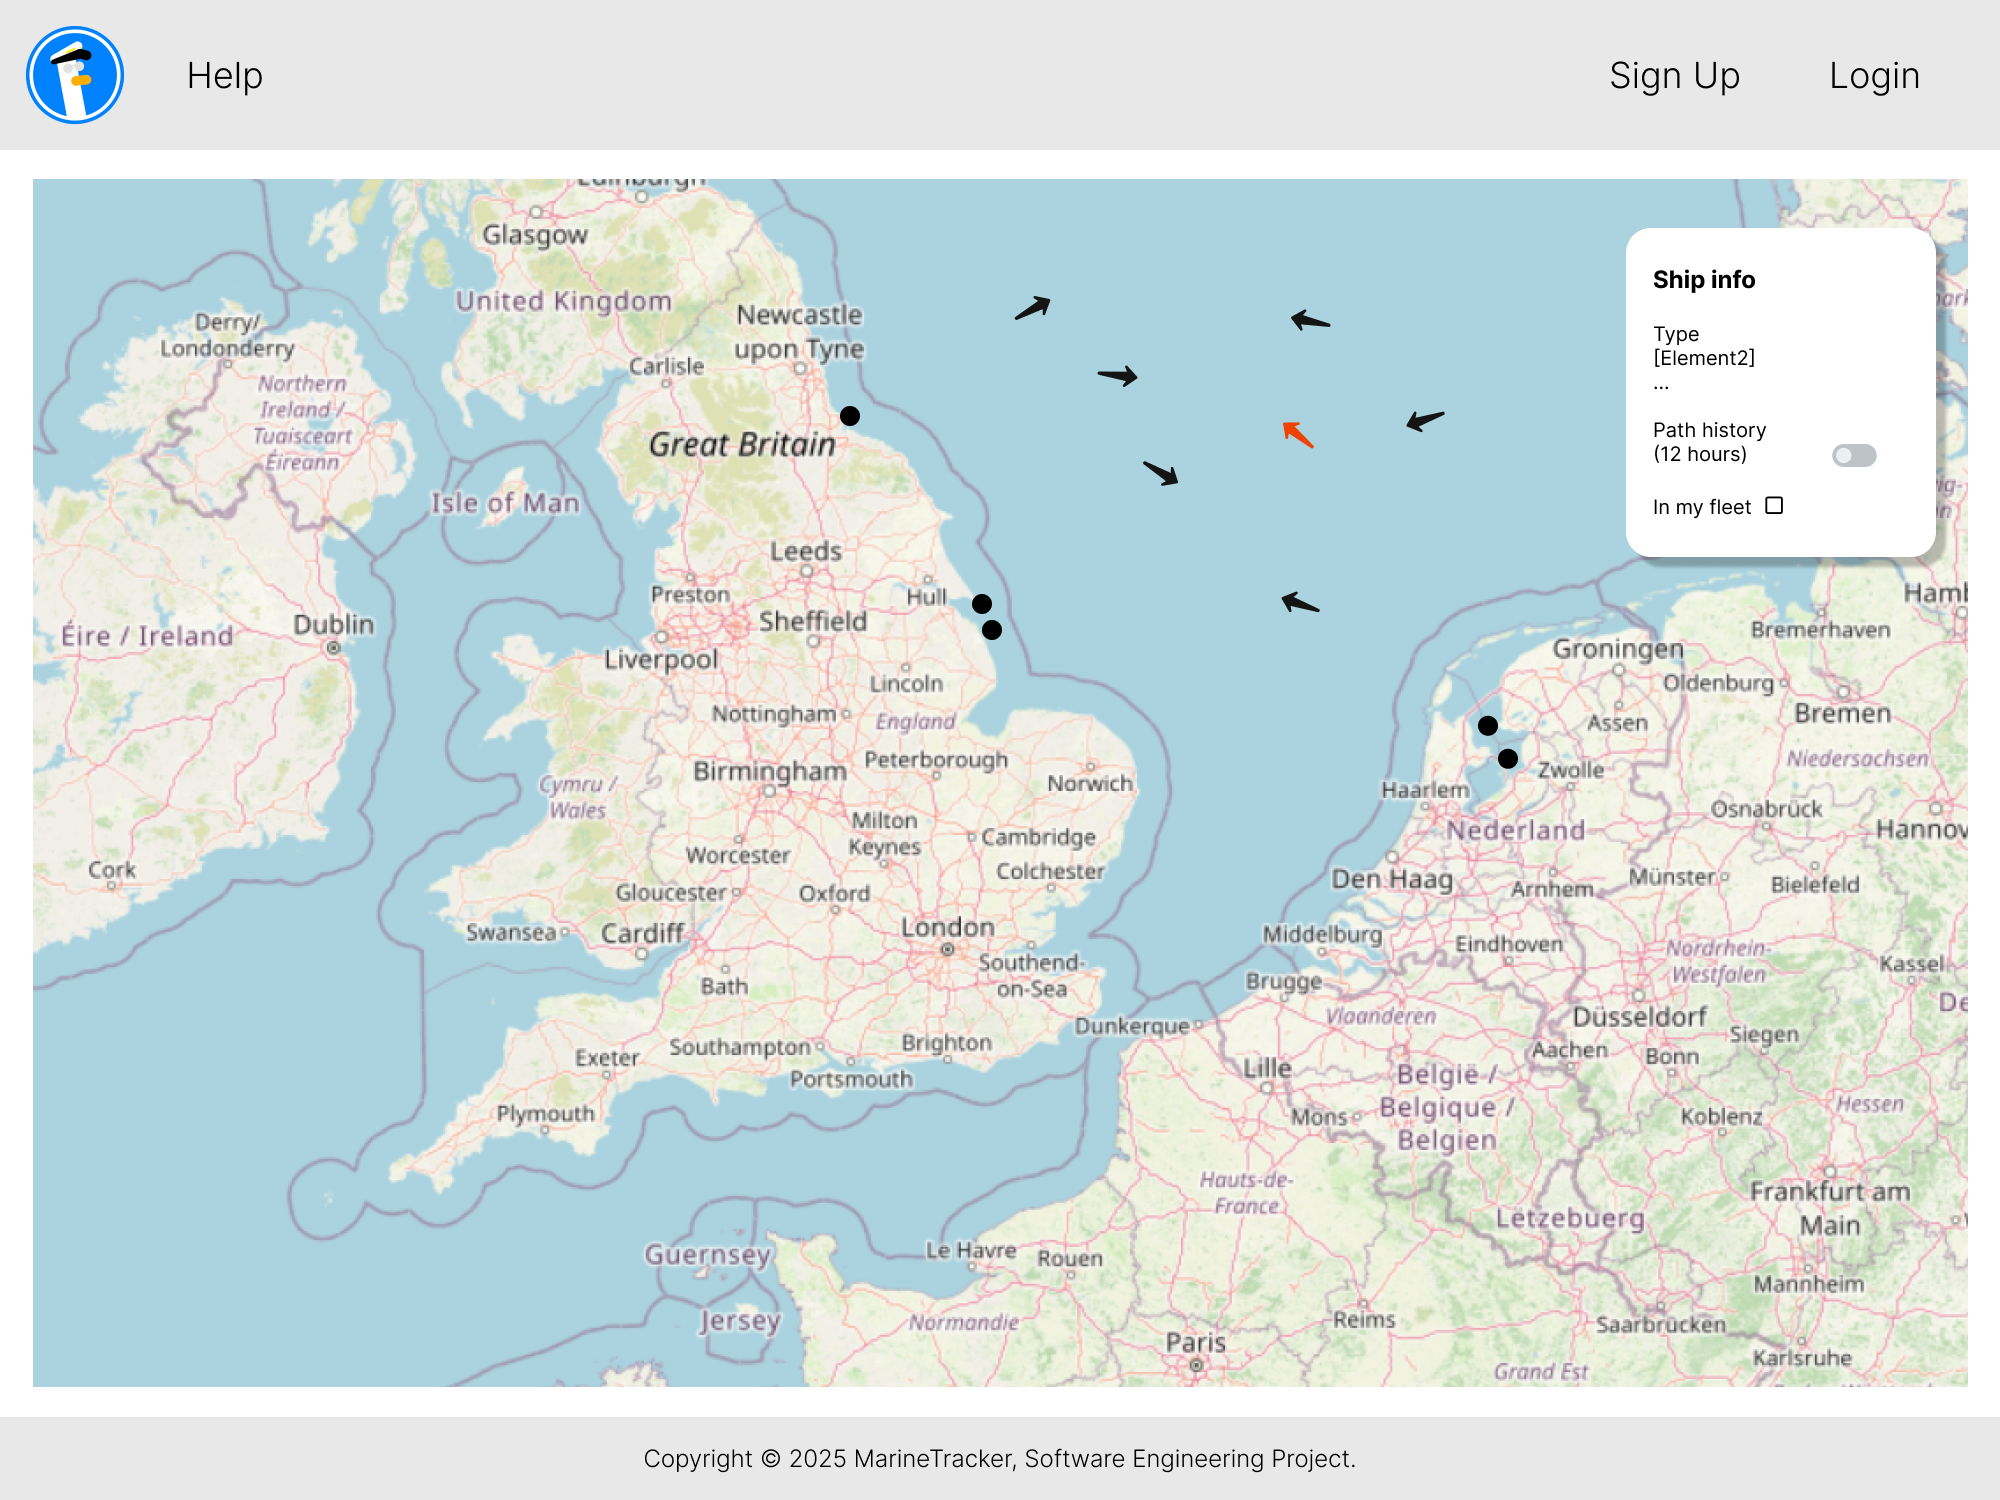 Help
Sign Up
Login
Edinburgh
Glasgow
United Kingdom
Derry/
Londonderry
Newcastle
upon Tyne
Carlisle
Northern
Ireland /
Tuaisceart
Éireann
Great Britain
Isle of Man
Leeds
Preston
Hull
Sheffield
Dublin
Éire / Ireland
Liverpool
Lincoln
Nottingham
England
Peterborough
Birmingham
Norwich
Cymru /
Wales
Milton
Keynes
Cambridge
Worcester
Colchester
Cork
Gloucester
Oxford
London
Swansea
Cardiff
Southend-
on-Sea
Bath
Dunkerque
Brighton
Southampton
Exeter
Portsmouth
Plymouth
Guernsey
Jersey
Le Havre
Rouen
Normandie
Paris
Reims
Hauts-de-
France
Grand Est
Ship info
Type
[Element2]
...
Path history
(12 hours)
In my fleet
Hamb
Bremerhaven
Groningen
Oldenburg
Assen
Bremen
Niedersachsen
Zwolle
Haarlem
Osnabrück
Nederland
Hannov
Den Haag
Arnhem
Münster
Bielefeld
Middelburg
Eindhoven
Nordrhein-
Westfalen
Kassel
Brugge
De
Vlaanderen
Düsseldorf
Siegen
Aachen
Bonn
Lille
België /
Belgique /
Belgien
Mons
Koblenz
Hessen
Frankfurt am
Main
Lëtzebuerg
Mannheim
Saarbrücken
Karlsruhe
Copyright © 2025 MarineTracker, Software Engineering Project.